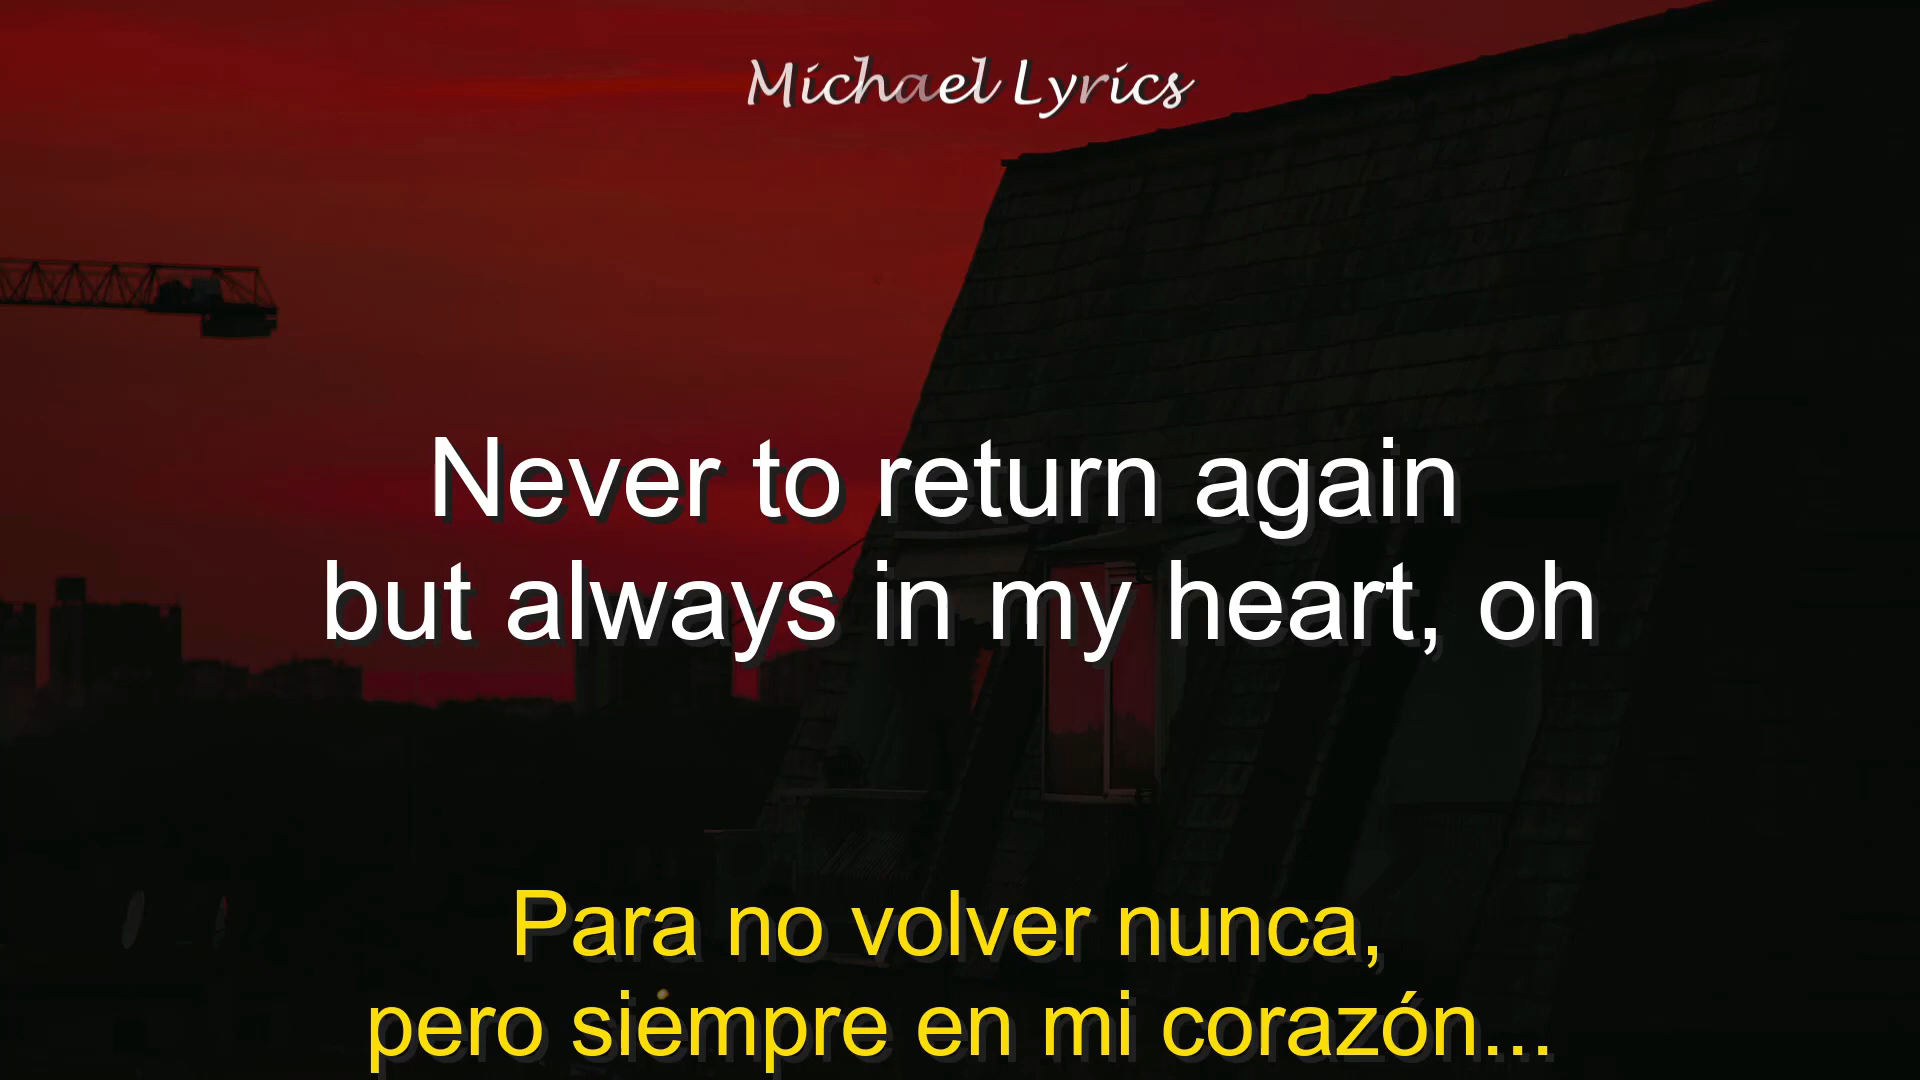 Michael Lyrics
Never to return again
but always in my heart, oh
Para no volver nunca,
pero siempre en mi corazón...